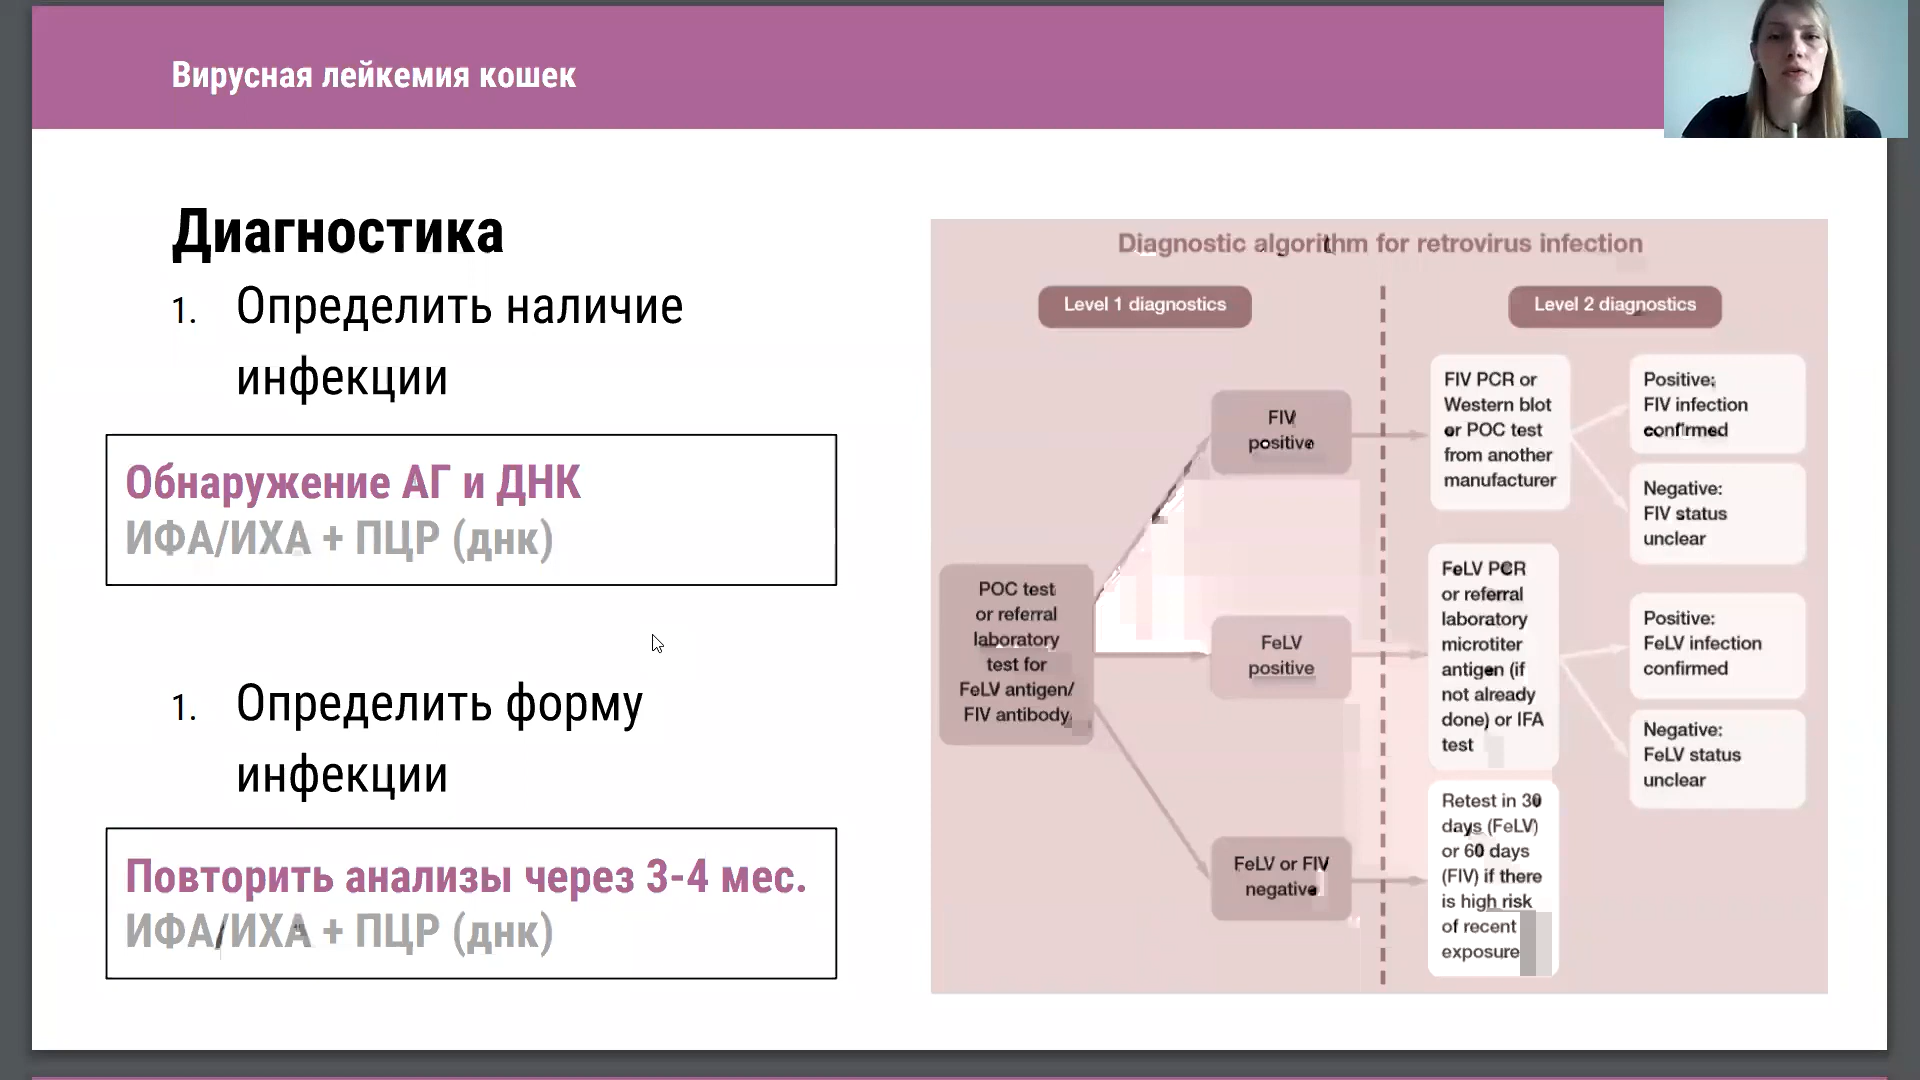 Вирусная лейкемия кошек
Диагностика
1. Определить наличие
инфекции
Обнаружение АГ и ДНК
ИФА/ИХА + ПЦР (днк)
1. Определить форму
инфекции
Повторить анализы через 3-4 мес.
ИФА/ИХА + ПЦР (днк)
Diagnostic algorithm for retrovirus infection
Level 1 diagnostics
Level 2 diagnostics
POC test
or referral
laboratory
test for
FeLV antigen/
FIV antibody
FIV
positive
FeLV
positive
FeLV or FIV
negative
FIV PCR or
Western blot
or POC test
from another
manufacturer
Positive:
FIV infection
confirmed
Negative:
FIV status
unclear
FeLV PCR
or referral
laboratory
microtiter
antigen (if
not already
done) or IFA
test
Positive:
FeLV infection
confirmed
Negative:
FeLV status
unclear
Retest in 30
days (FeLV)
or 60 days
(FIV) if there
is high risk
of recent
exposure